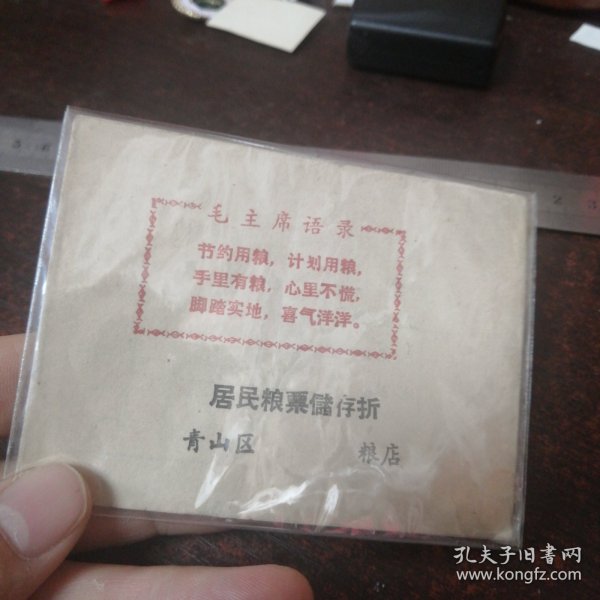 毛主席语录
节约用粮，计划用粮，
手里有粮，心里不慌，
脚踏实地，喜气洋洋。
居民粮票储存折
青山区 粮店
孔夫子旧书网
www.kongfz.com